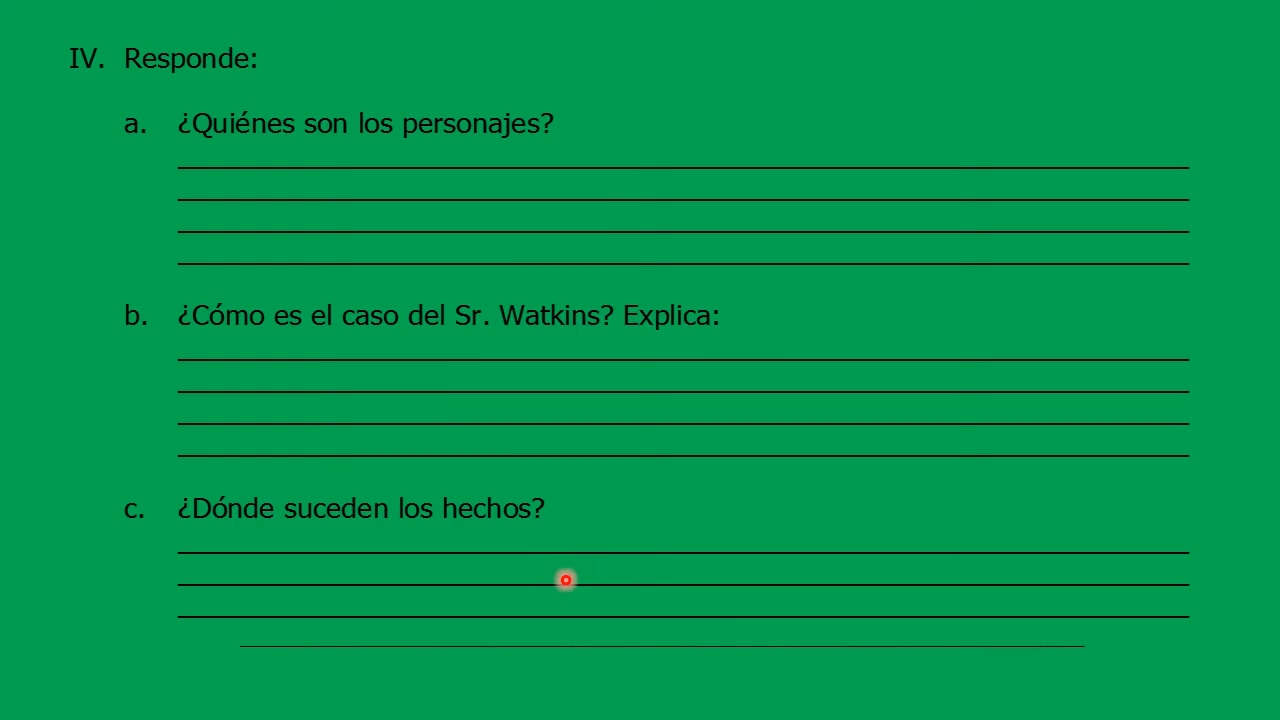 IV. Responde:
a. ¿Quiénes son los personajes?
b. ¿Cómo es el caso del Sr. Watkins? Explica:
c. ¿Dónde suceden los hechos?